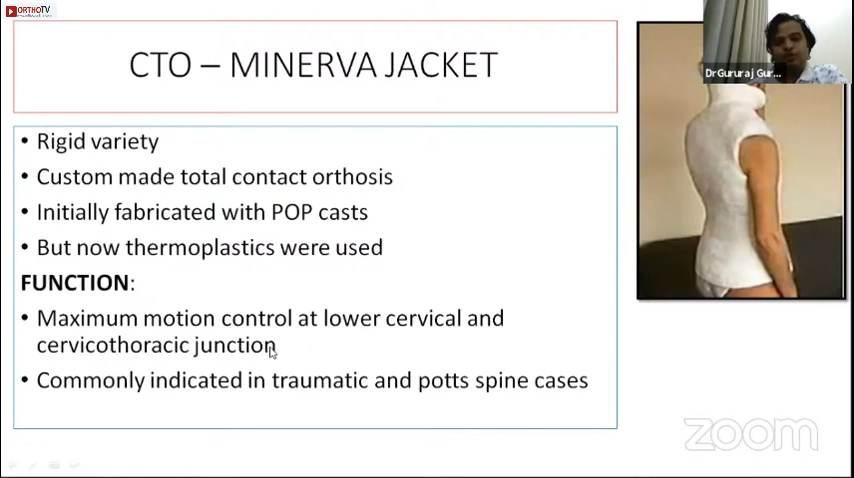 ORTHOTV
Dr Gururaj Gur...
CTO – MINERVA JACKET
• Rigid variety
• Custom made total contact orthosis
• Initially fabricated with POP casts
• But now thermoplastics were used
FUNCTION:
• Maximum motion control at lower cervical and
cervicothoracic junction
• Commonly indicated in traumatic and potts spine cases
zoom